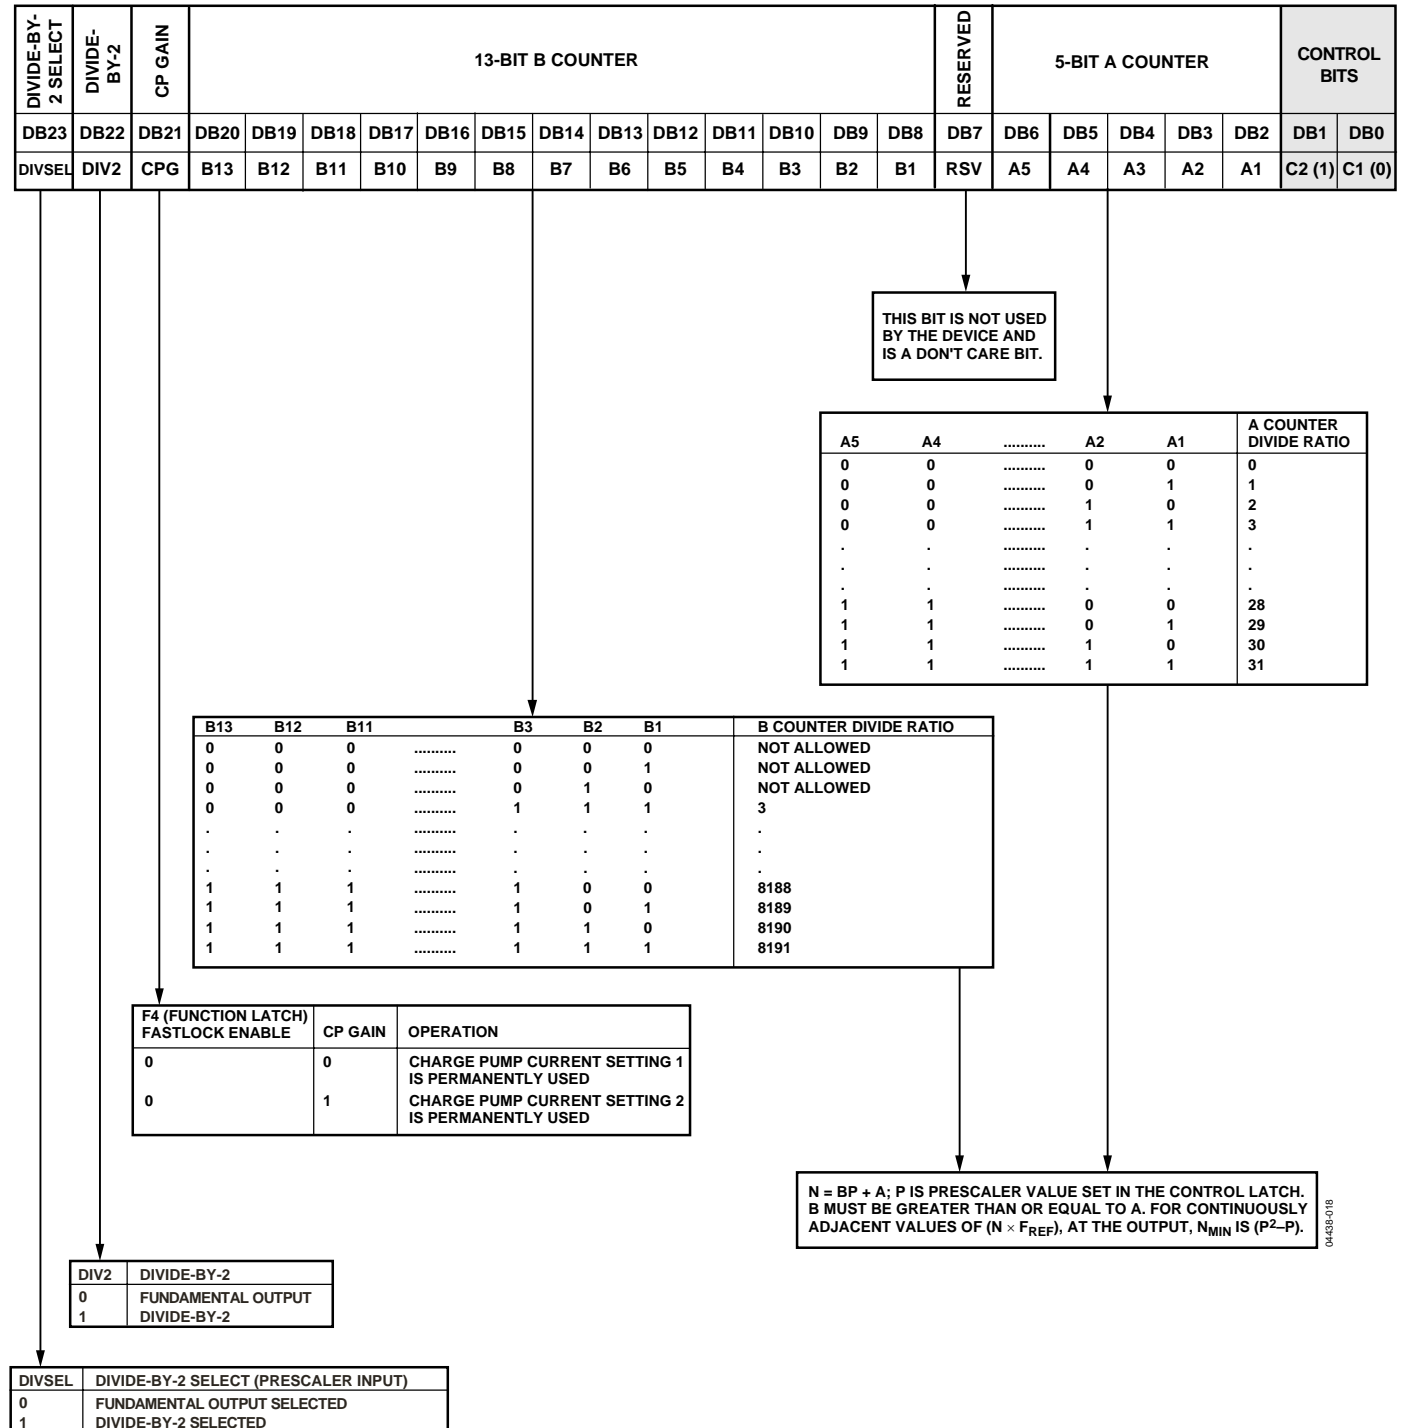 DIVIDE-BY-
2 SELECT
DIVIDE-
BY-2
CP GAIN
13-BIT B COUNTER
RESERVED
5-BIT A COUNTER
CONTROL
BITS
DB23 DB22 DB21 DB20 DB19 DB18 DB17 DB16 DB15 DB14 DB13 DB12 DB11 DB10 DB9 DB8 DB7 DB6 DB5 DB4 DB3 DB2 DB1 DB0
DIVSEL DIV2 CPG B13 B12 B11 B10 B9 B8 B7 B6 B5 B4 B3 B2 B1 RSV A5 A4 A3 A2 A1 C2 (1) C1 (0)
THIS BIT IS NOT USED
BY THE DEVICE AND
IS A DON'T CARE BIT.
A COUNTER
A5 A4 .......... A2 A1 DIVIDE RATIO
0 0 .......... 0 0 0
0 0 .......... 0 1 1
0 0 .......... 1 0 2
0 0 .......... 1 1 3
. . .......... . . .
. . .......... . . .
. . .......... . . .
1 1 .......... 0 0 28
1 1 .......... 0 1 29
1 1 .......... 1 0 30
1 1 .......... 1 1 31
B13 B12 B11 B3 B2 B1 B COUNTER DIVIDE RATIO
0 0 0 .......... 0 0 0 NOT ALLOWED
0 0 0 .......... 0 0 1 NOT ALLOWED
0 0 0 .......... 0 1 0 NOT ALLOWED
0 0 0 .......... 1 1 1 3
. . . .......... . . . .
. . . .......... . . . .
. . . .......... . . . .
1 1 1 .......... 1 0 0 8188
1 1 1 .......... 1 0 1 8189
1 1 1 .......... 1 1 0 8190
1 1 1 .......... 1 1 1 8191
F4 (FUNCTION LATCH)
FASTLOCK ENABLE CP GAIN OPERATION
0 0 CHARGE PUMP CURRENT SETTING 1
IS PERMANENTLY USED
0 1 CHARGE PUMP CURRENT SETTING 2
IS PERMANENTLY USED
N = BP + A; P IS PRESCALER VALUE SET IN THE CONTROL LATCH.
B MUST BE GREATER THAN OR EQUAL TO A. FOR CONTINUOUSLY
ADJACENT VALUES OF (N × FREF), AT THE OUTPUT, NMIN IS (P²–P).
04438-018
DIV2 DIVIDE-BY-2
0 FUNDAMENTAL OUTPUT
1 DIVIDE-BY-2
DIVSEL DIVIDE-BY-2 SELECT (PRESCALER INPUT)
0 FUNDAMENTAL OUTPUT SELECTED
1 DIVIDE-BY-2 SELECTED